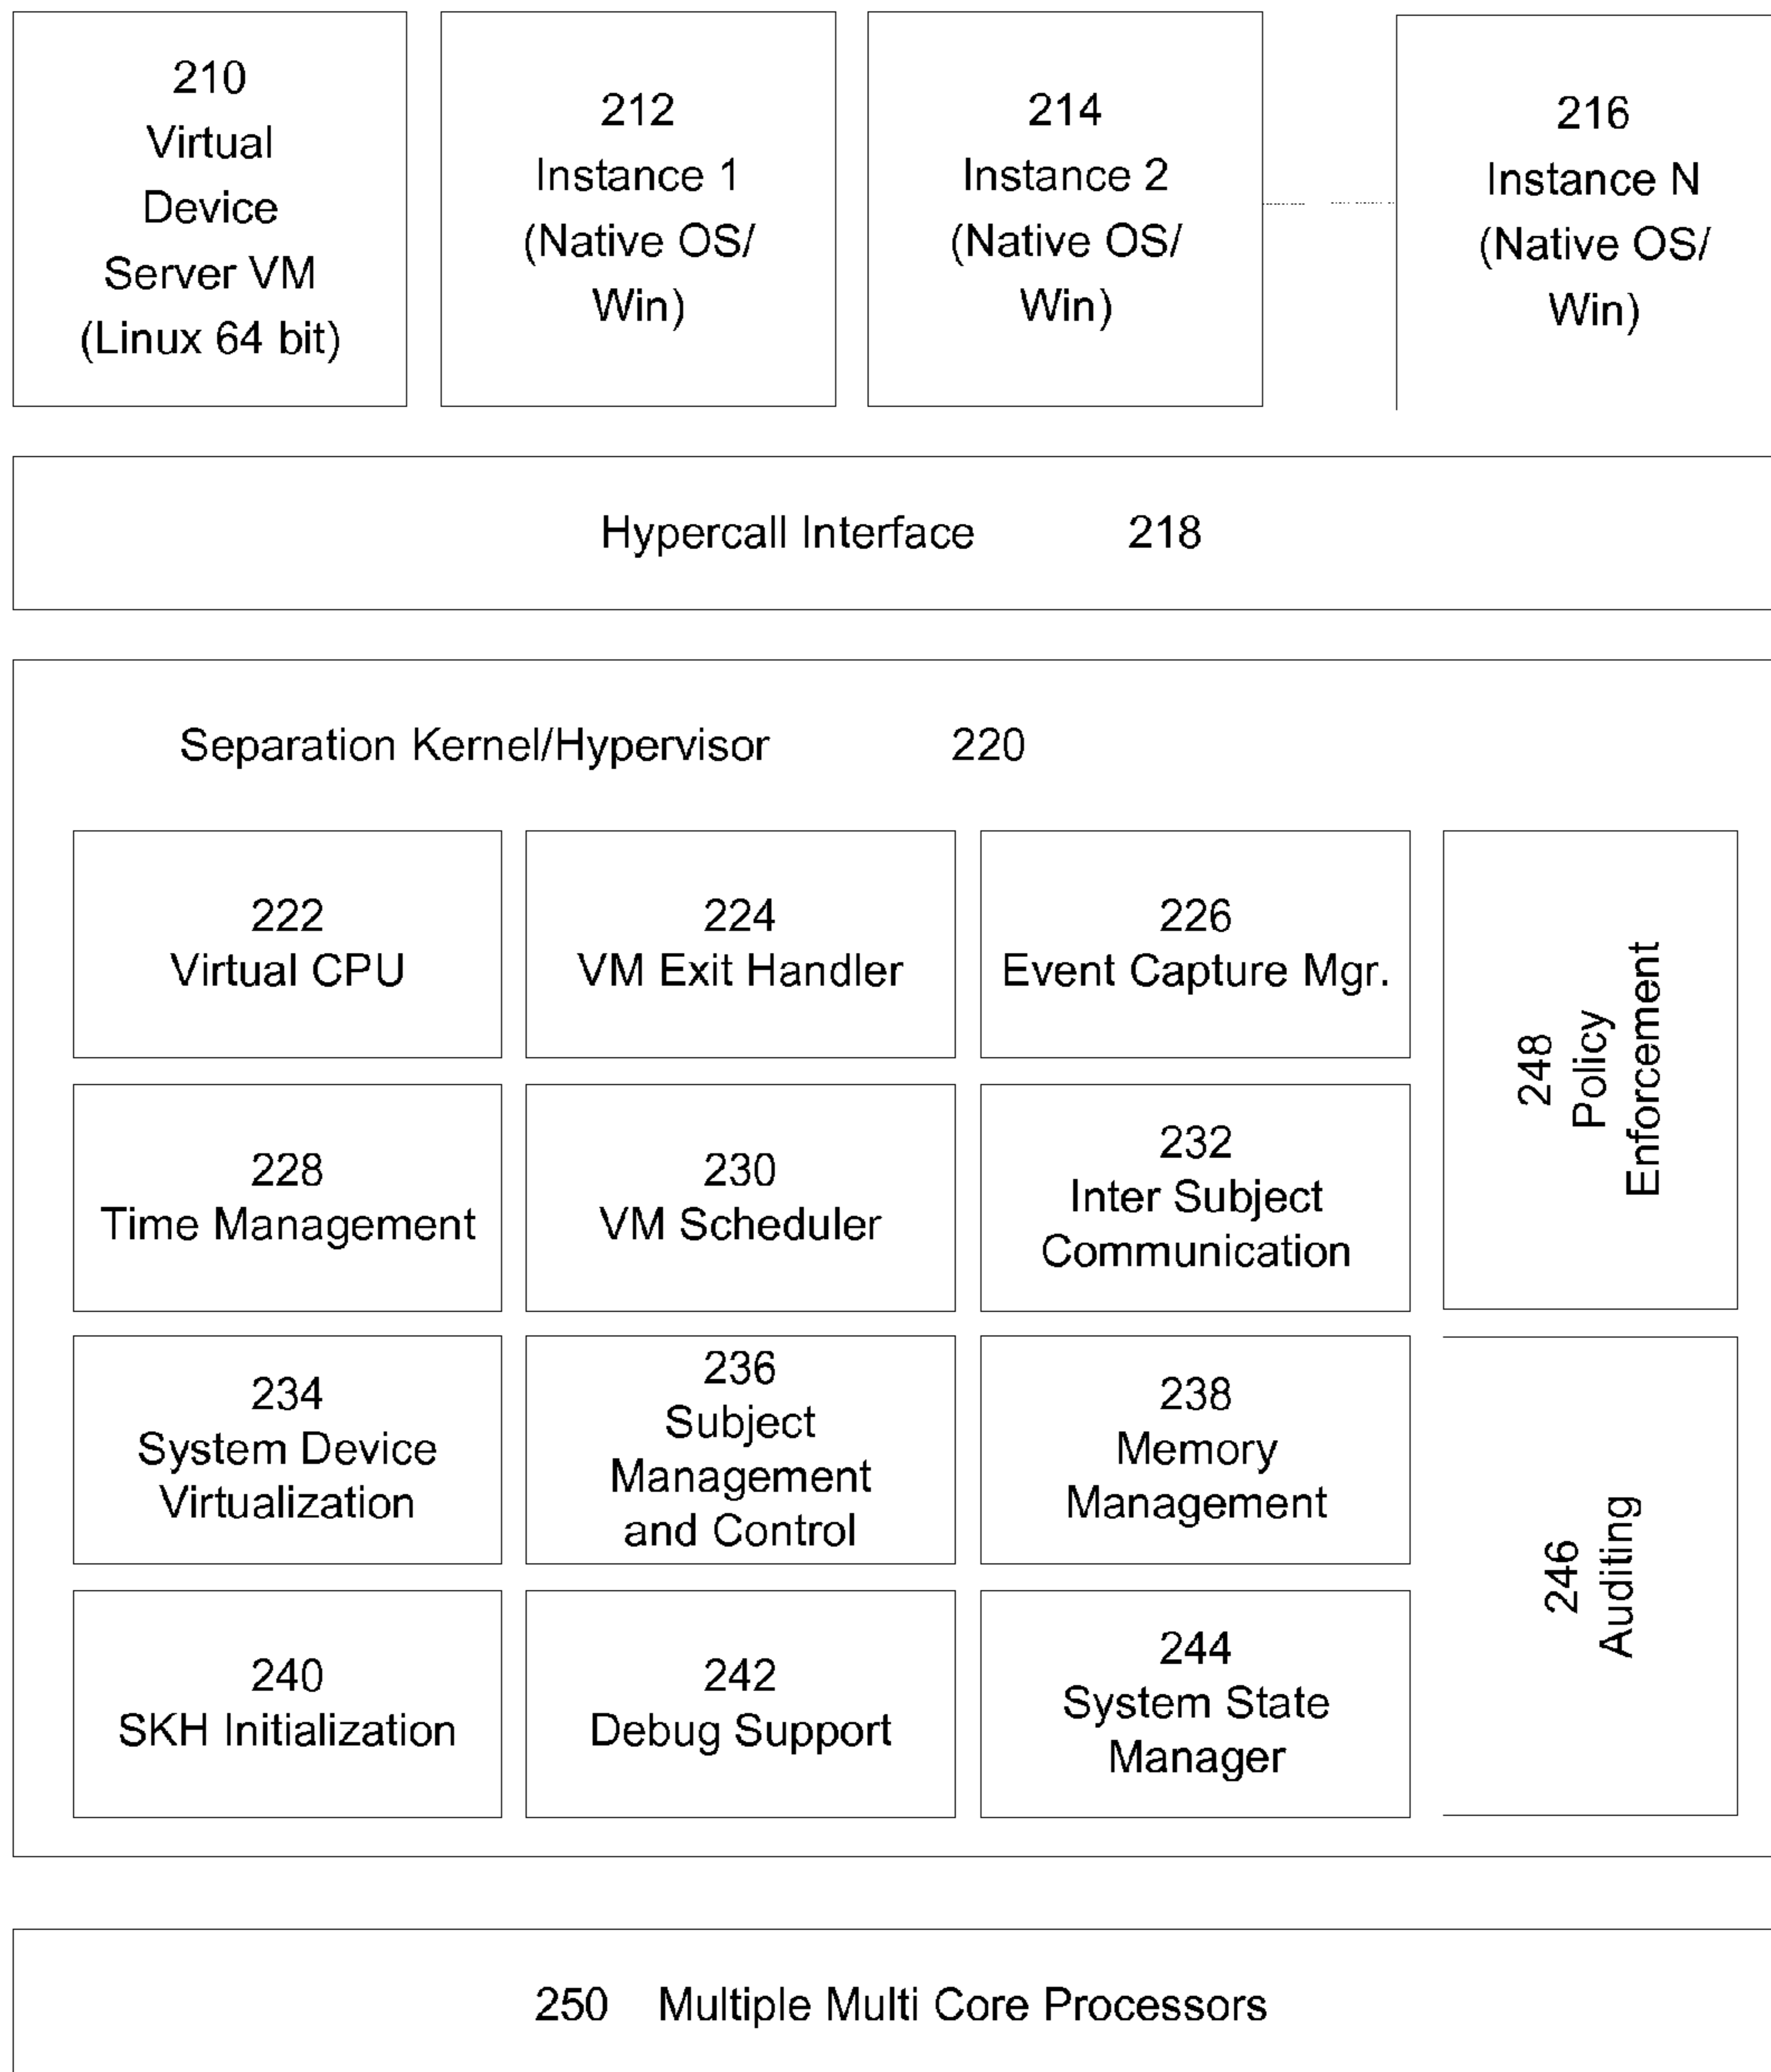 210
Virtual
Device
Server VM
(Linux 64 bit)
212
Instance 1
(Native OS/
Win)
214
Instance 2
(Native OS/
Win)
216
Instance N
(Native OS/
Win)
Hypercall Interface 218
Separation Kernel/Hypervisor 220
222
Virtual CPU
224
VM Exit Handler
226
Event Capture Mgr.
248
Policy
Enforcement
228
Time Management
230
VM Scheduler
232
Inter Subject
Communication
234
System Device
Virtualization
236
Subject
Management
and Control
238
Memory
Management
246
Auditing
240
SKH Initialization
242
Debug Support
244
System State
Manager
250 Multiple Multi Core Processors